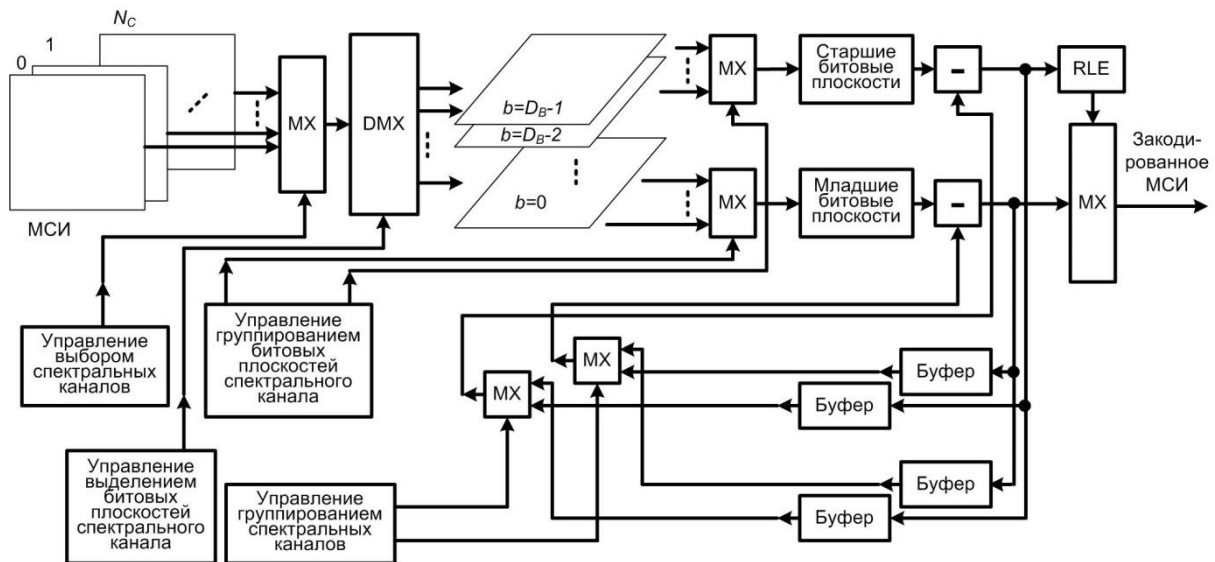 N_C
1
0
МСИ
MX
DMX
b=D_B-1
b=D_B-2
b=0
MX
MX
Старшие
битовые
плоскости
Младшие
битовые
плоскости
-
-
RLE
MX
Закоди-
рованное
МСИ
Управление
выбором
спектральных
каналов
Управление
группированием
битовых
плоскостей
спектрального
канала
Управление
выделением
битовых
плоскостей
спектрального
канала
Управление
группированием
спектральных
каналов
MX
MX
Буфер
Буфер
Буфер
Буфер